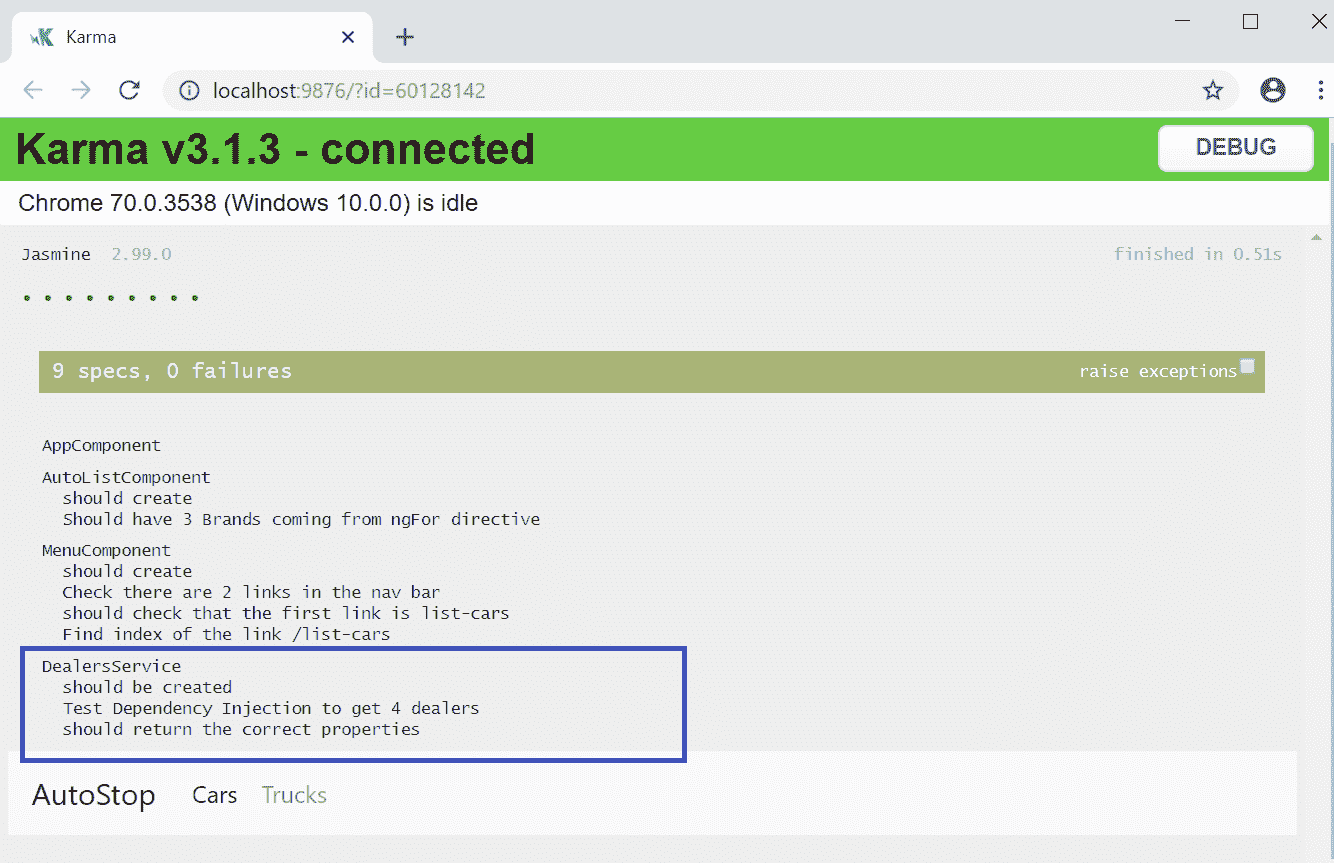 Karma
localhost:9876/?id=60128142
Karma v3.1.3 - connected
DEBUG
Chrome 70.0.3538 (Windows 10.0.0) is idle
Jasmine 2.99.0
finished in 0.51s
9 specs, 0 failures
raise exceptions
AppComponent
AutoListComponent
should create
Should have 3 Brands coming from ngFor directive
MenuComponent
should create
Check there are 2 links in the nav bar
should check that the first link is list-cars
Find index of the link /list-cars
DealersService
should be created
Test Dependency Injection to get 4 dealers
should return the correct properties
AutoStop Cars Trucks